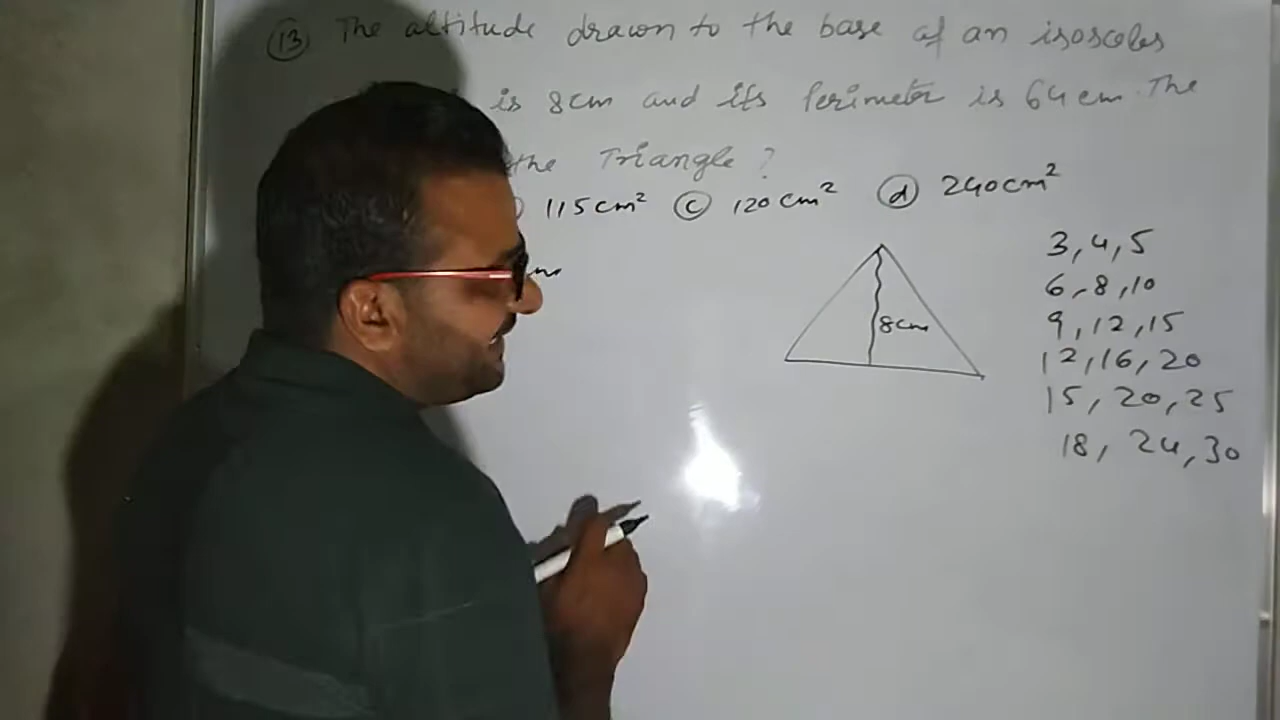 13 The altitude drawn to the base of an isosceles
is 8cm and its Perimeter is 64cm. The
the Triangle?
115cm² c 120cm² d 240cm²
8cm
3,4,5
6,8,10
9,12,15
12,16,20
15,20,25
18,24,30